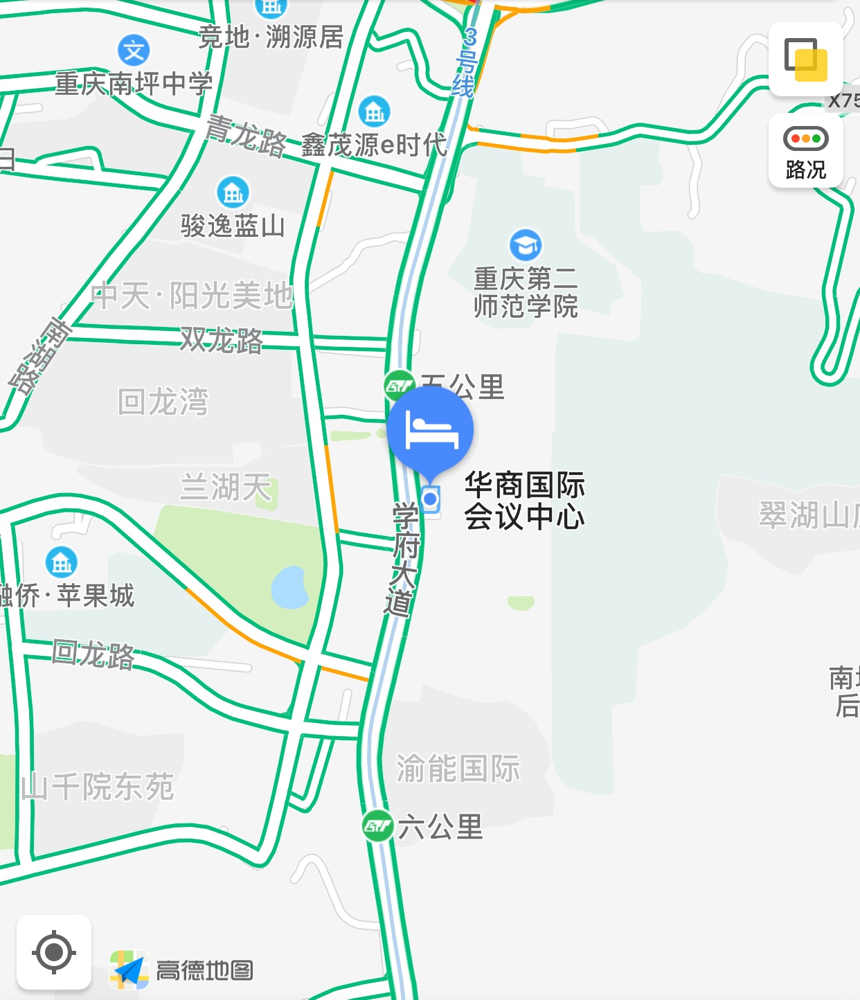 竞地·溯源居
3号线
重庆南坪中学
X75
青龙路
鑫茂源e时代
日
路况
骏逸蓝山
重庆第二
师范学院
中天·阳光美地
南湖路
双龙路
五公里
回龙湾
华商国际
会议中心
兰湖天
学府大道
翠湖山
融侨·苹果城
回龙路
南
后
渝能国际
山千院东苑
六公里
高德地图